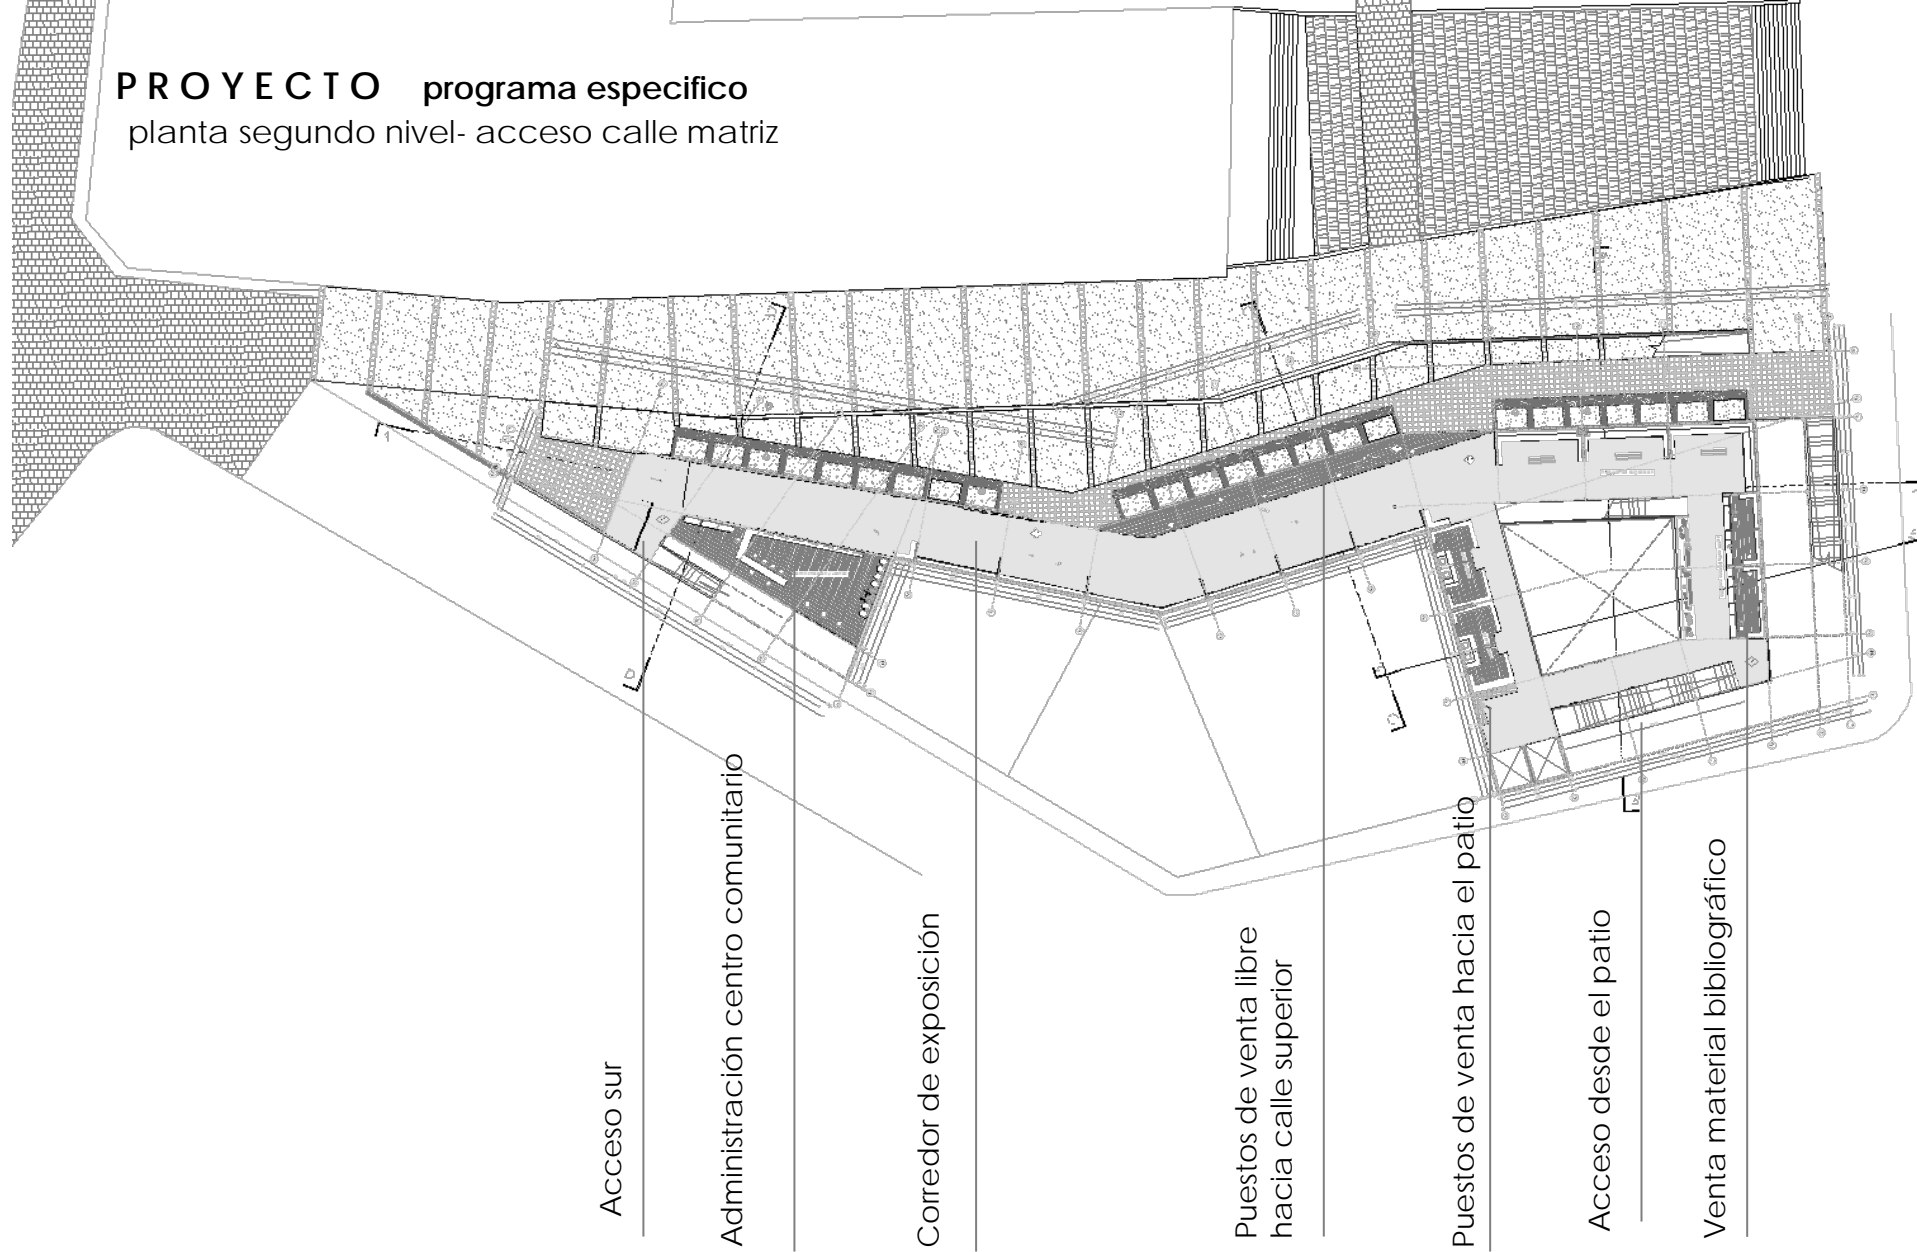 PROYECTO programa especifico
planta segundo nivel- acceso calle matriz
Acceso sur
Administración centro comunitario
Corredor de exposición
Puestos de venta libre
hacia calle superior
Puestos de venta hacia el patio
Acceso desde el patio
Venta material bibliográfico